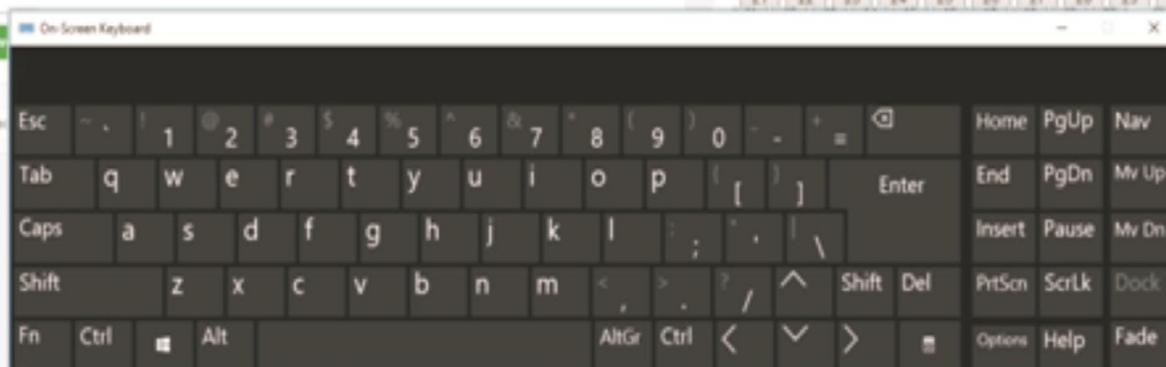 On-Screen Keyboard
Esc ~ ` ! 1 @ 2 # 3 $ 4 % 5 ^ 6 & 7 * 8 ( 9 ) 0 _ - + = Home PgUp Nav
Tab q w e r t y u i o p [ ] Enter End PgDn Mv Up
Caps a s d f g h j k l : ; " ' | \ Insert Pause Mv Dn
Shift z x c v b n m < , > . ? / Shift Del PrtScn ScrLk Dock
Fn Ctrl Alt AltGr Ctrl Options Help Fade